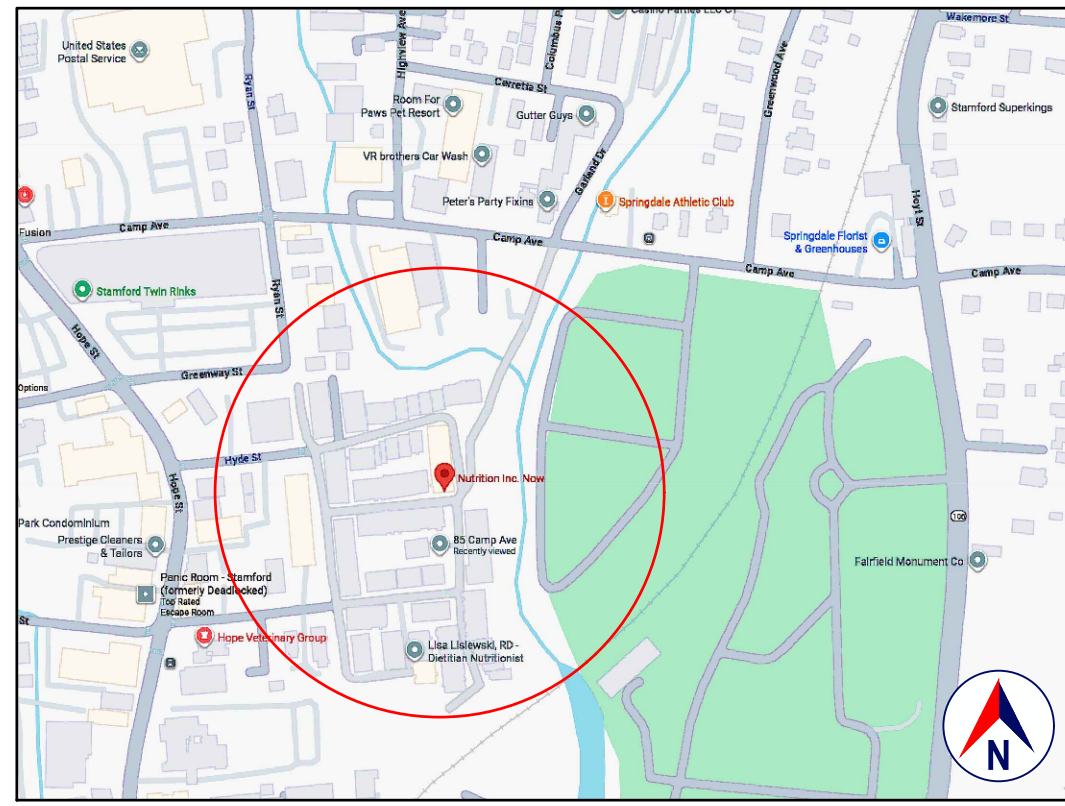 Casino Parties LLC CT
Wakemore St
United States
Postal Service
Highview Ave
Columbus P
Ryan St
Cerretta St
Greenwood Ave
Room For
Paws Pet Resort
Gutter Guys
Stamford Superkings
VR brothers Car Wash
Garland Dr
Peter's Party Fixins
Springdale Athletic Club
Hoyt St
Fusion
Camp Ave
Camp Ave
Springdale Florist
& Greenhouses
Camp Ave
Camp Ave
Stamford Twin Rinks
Ryan St
Hope St
Greenway St
Options
Hyde St
Nutrition Inc. Now
Hope St
106
Park Condominium
Prestige Cleaners
& Tailors
85 Camp Ave
Recently viewed
Fairfield Monument Co
Panic Room - Stamford
(formerly Deadlocked)
Top Rated
Escape Room
St
Hope Veterinary Group
Lisa Lisiewski, RD -
Dietitian Nutritionist
N